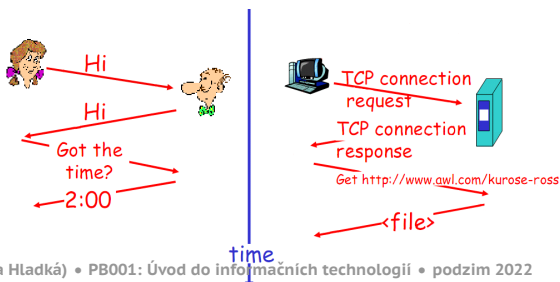 Hi
Hi
Got the
time?
2:00
TCP connection
request
TCP connection
response
Get http://www.awl.com/kurose-ross
<file>
time
a Hladká) • PB001: Úvod do informačních technologií • podzim 2022